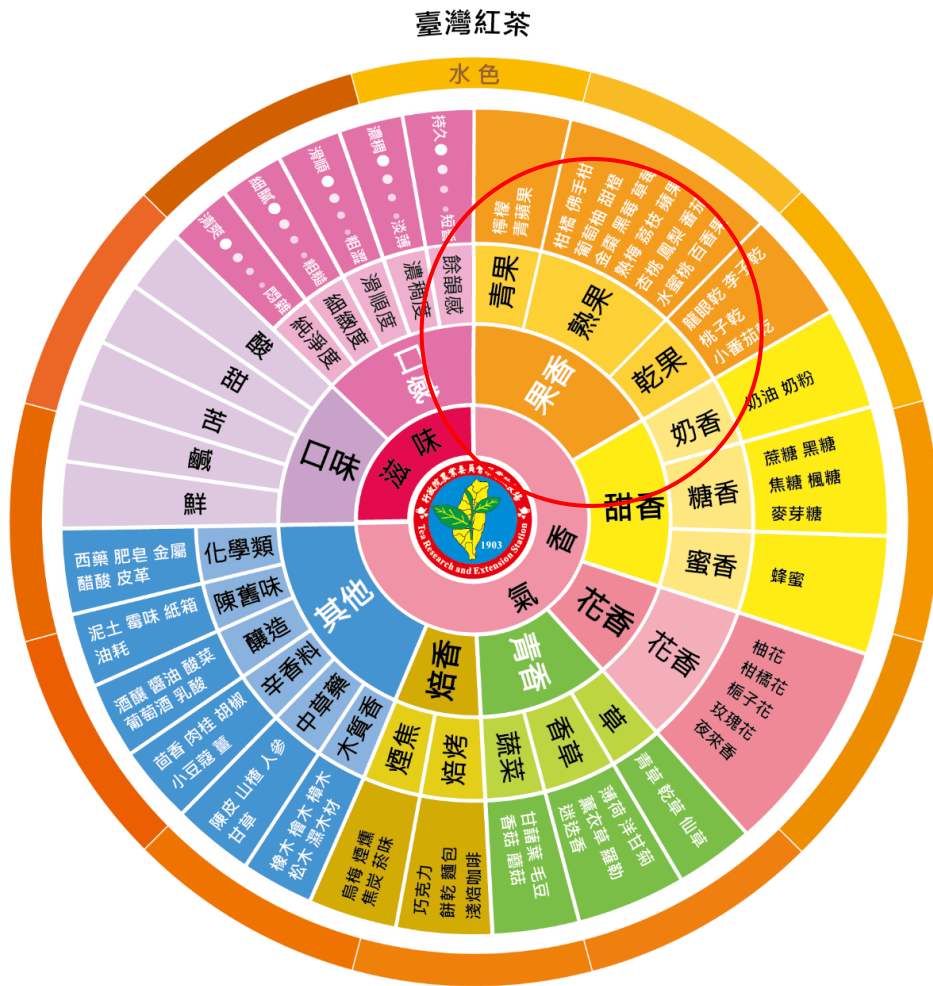 臺灣紅茶
水色
香氣
果香
青果
檸檬
青蘋果
熟果
柑橘 佛手柑
葡萄柚 甜橙
金棗 黑莓 草莓
熟梅 荔枝 蘋果
杏桃 鳳梨 番茄
水蜜桃 百香果
乾果
龍眼乾 李子乾
桃子乾
小番茄乾
甜香
奶香
奶油 奶粉
糖香
蔗糖 黑糖
焦糖 楓糖
麥芽糖
蜜香
蜂蜜
花香
花香
柚花
柑橘花
梔子花
玫瑰花
夜來香
青香
草
青草 乾草 仙草
香草
薄荷 洋甘菊
薰衣草 羅勒
迷迭香
蔬菜
甘藷葉 毛豆
香菇 蘑菇
焙香
焙烤
巧克力
餅乾 麵包
淺焙咖啡
煙焦
烏梅 煙燻
焦炭 菸味
其他
木質香
橡木 檜木 樟木
松木 濕木材
中草藥
陳皮 山楂 人參
甘草
辛香料
茴香 肉桂 胡椒
小豆蔻 薑
釀造
酒釀 醬油 酸菜
葡萄酒 乳酸
陳舊味
泥土 霉味 紙箱
油耗
化學類
西藥 肥皂 金屬
醋酸 皮革
滋味
口味
鮮
鹹
苦
甜
酸
口感
純淨度
清爽
悶雜
細緻度
細膩
粗糙
滑順度
滑順
粗澀
濃稠度
濃稠
淡薄
餘韻感
持久
Tea Research and Extension Station
1903